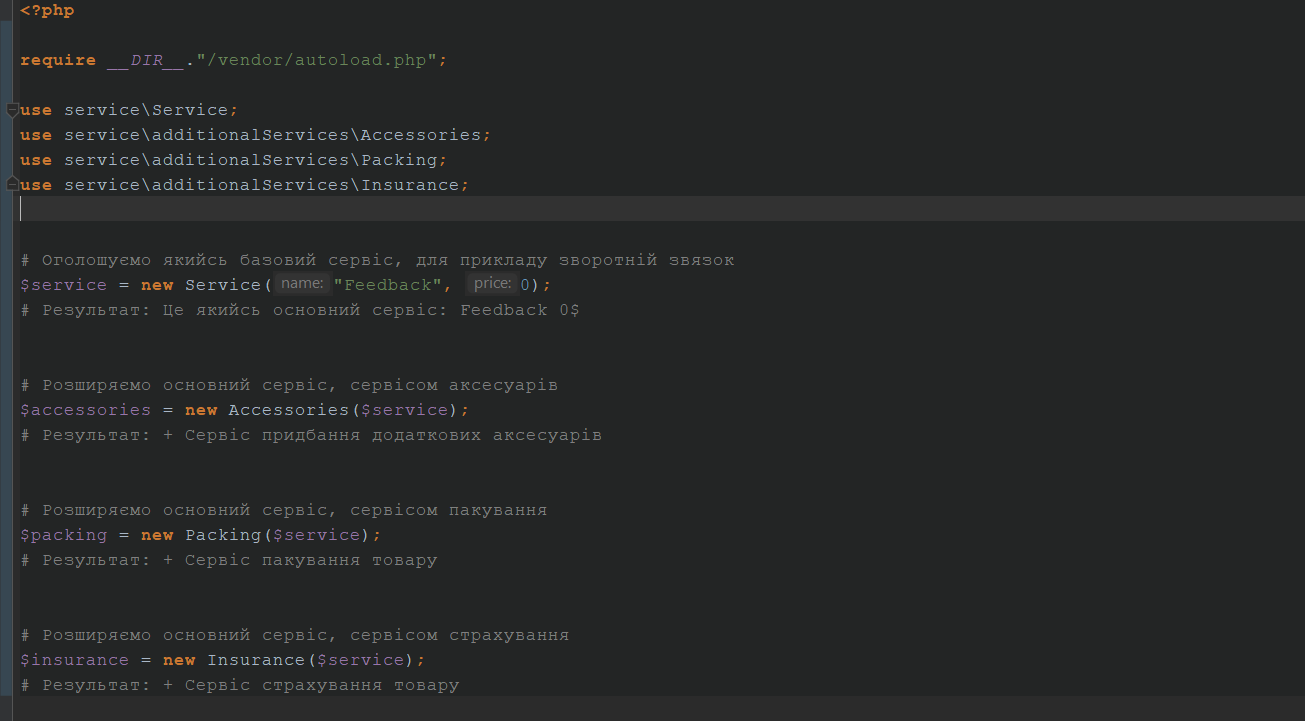 <?php
require __DIR__."/vendor/autoload.php";
use service\Service;
use service\additionalServices\Accessories;
use service\additionalServices\Packing;
use service\additionalServices\Insurance;
# Оголошуємо якийсь базовий сервіс, для прикладу зворотній звязок
$service = new Service( name: "Feedback", price: 0);
# Результат: Це якийсь основний сервіс: Feedback 0$
# Розширяємо основний сервіс, сервісом аксесуарів
$accessories = new Accessories($service);
# Результат: + Сервіс придбання додаткових аксесуарів
# Розширяємо основний сервіс, сервісом пакування
$packing = new Packing($service);
# Результат: + Сервіс пакування товару
# Розширяємо основний сервіс, сервісом страхування
$insurance = new Insurance($service);
# Результат: + Сервіс страхування товару